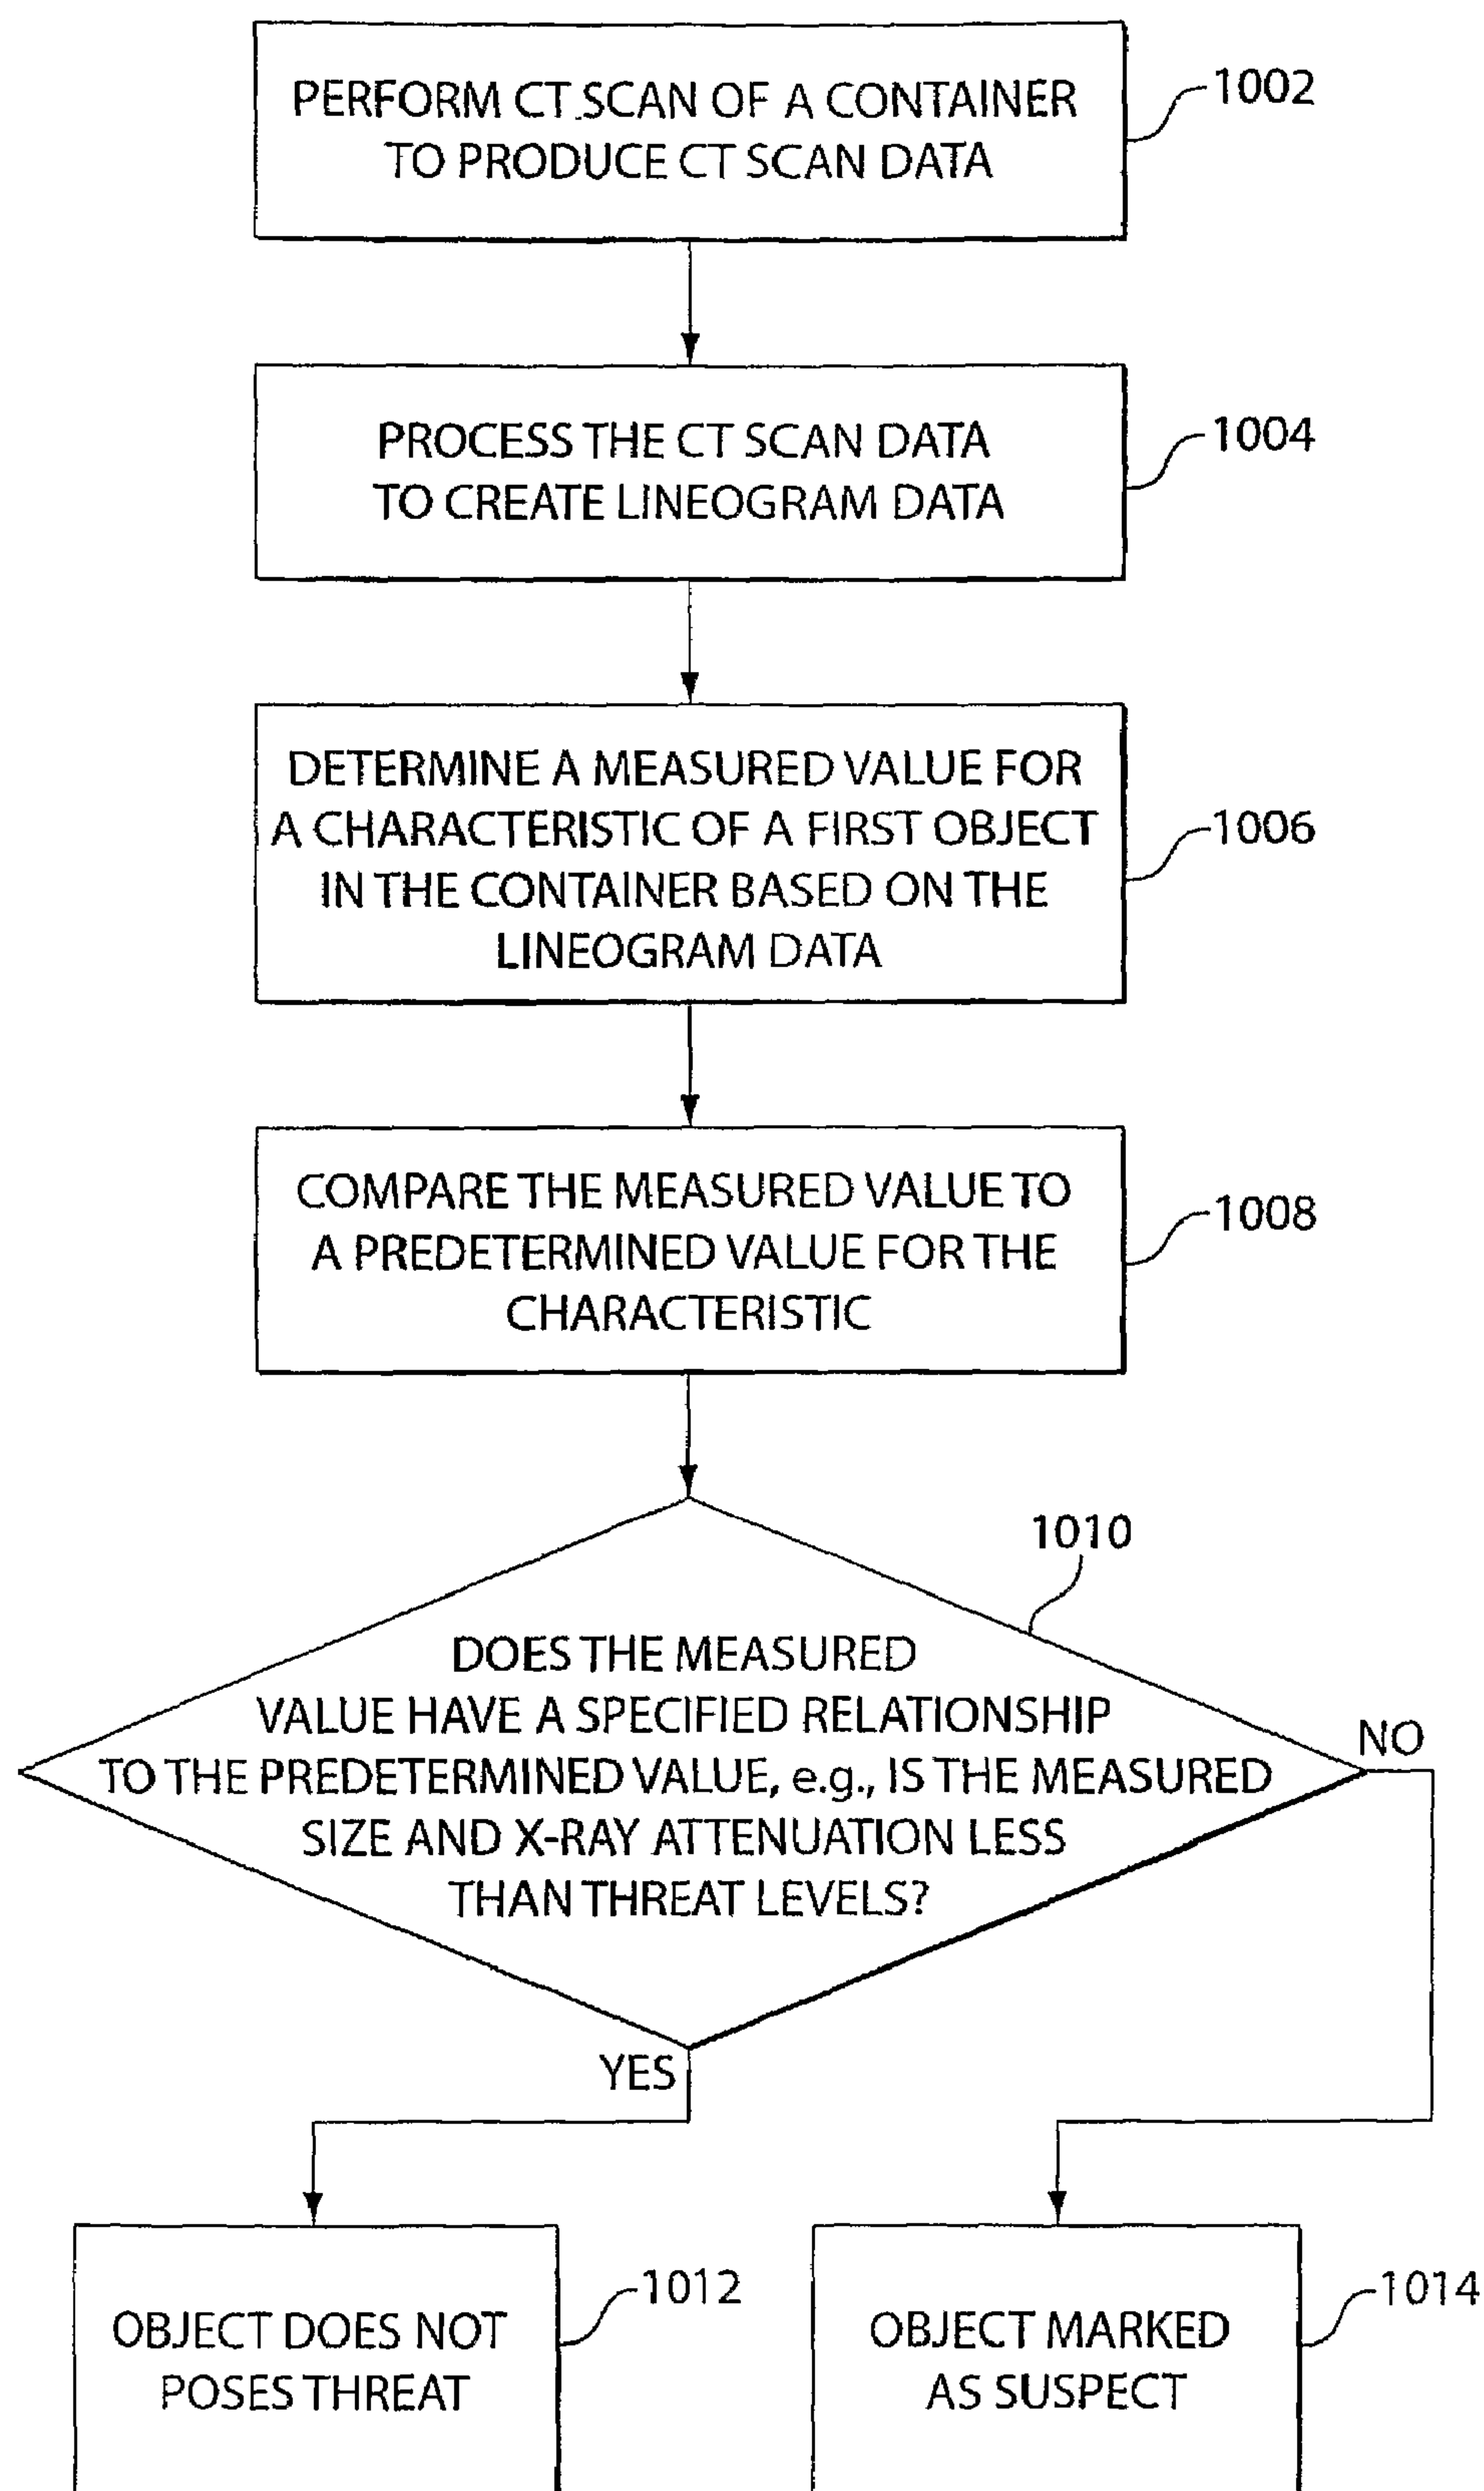 PERFORM CT SCAN OF A CONTAINER
TO PRODUCE CT SCAN DATA
1002
PROCESS THE CT SCAN DATA
TO CREATE LINEOGRAM DATA
1004
DETERMINE A MEASURED VALUE FOR
A CHARACTERISTIC OF A FIRST OBJECT
IN THE CONTAINER BASED ON THE
LINEOGRAM DATA
1006
COMPARE THE MEASURED VALUE TO
A PREDETERMINED VALUE FOR THE
CHARACTERISTIC
1008
1010
DOES THE MEASURED
VALUE HAVE A SPECIFIED RELATIONSHIP
TO THE PREDETERMINED VALUE, e.g., IS THE MEASURED
SIZE AND X-RAY ATTENUATION LESS
THAN THREAT LEVELS?
NO
YES
OBJECT DOES NOT
POSES THREAT
1012
OBJECT MARKED
AS SUSPECT
1014